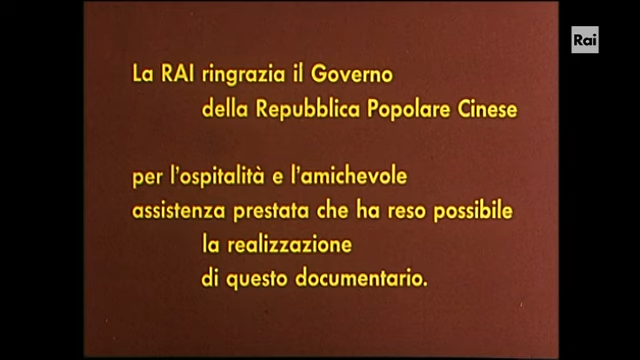 Rai
La RAI ringrazia il Governo
della Repubblica Popolare Cinese
per l'ospitalità e l'amichevole
assistenza prestata che ha reso possibile
la realizzazione
di questo documentario.